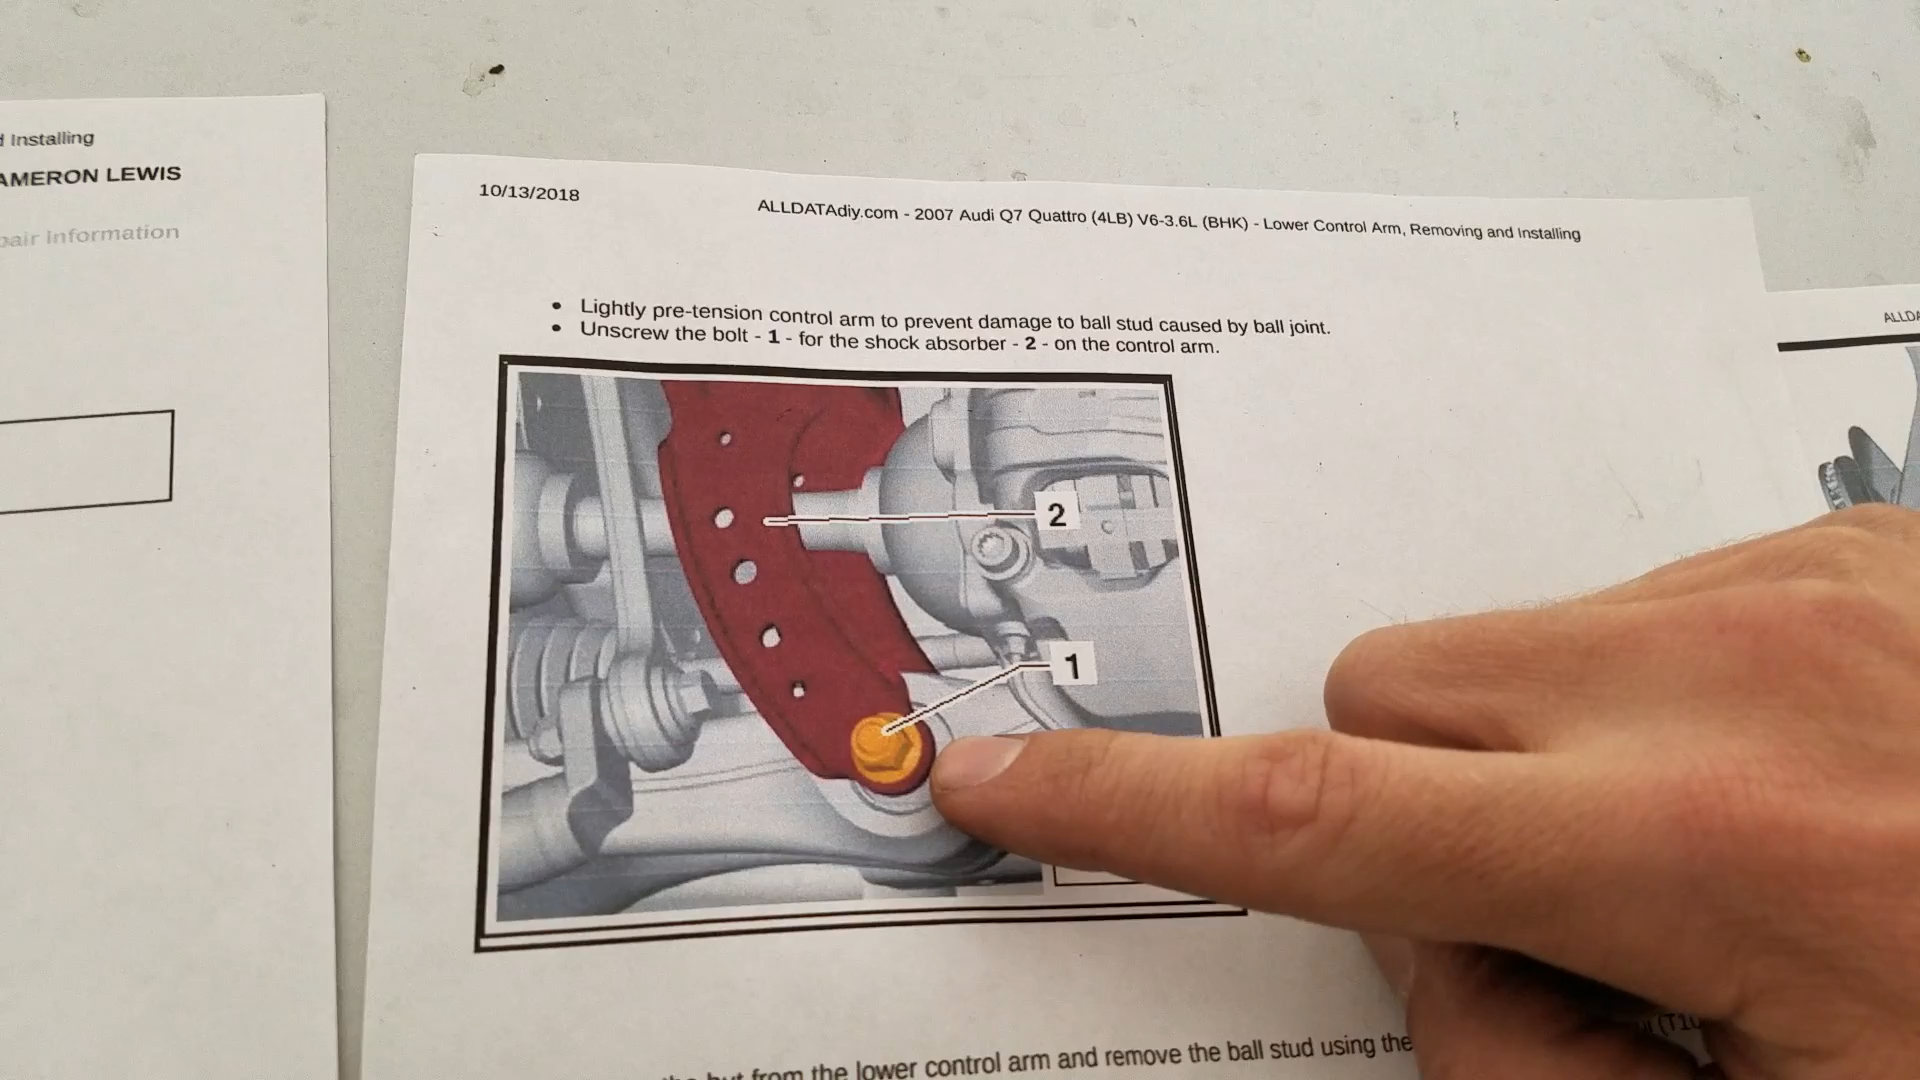 Installing
AMERON LEWIS
pair Information
10/13/2018
ALLDATAdiy.com - 2007 Audi Q7 Quattro (4LB) V6-3.6L (BHK) - Lower Control Arm, Removing and Installing
• Lightly pre-tension control arm to prevent damage to ball stud caused by ball joint.
• Unscrew the bolt - 1 - for the shock absorber - 2 - on the control arm.
2
1
from the lower control arm and remove the ball stud using the
(T10
ALLDA